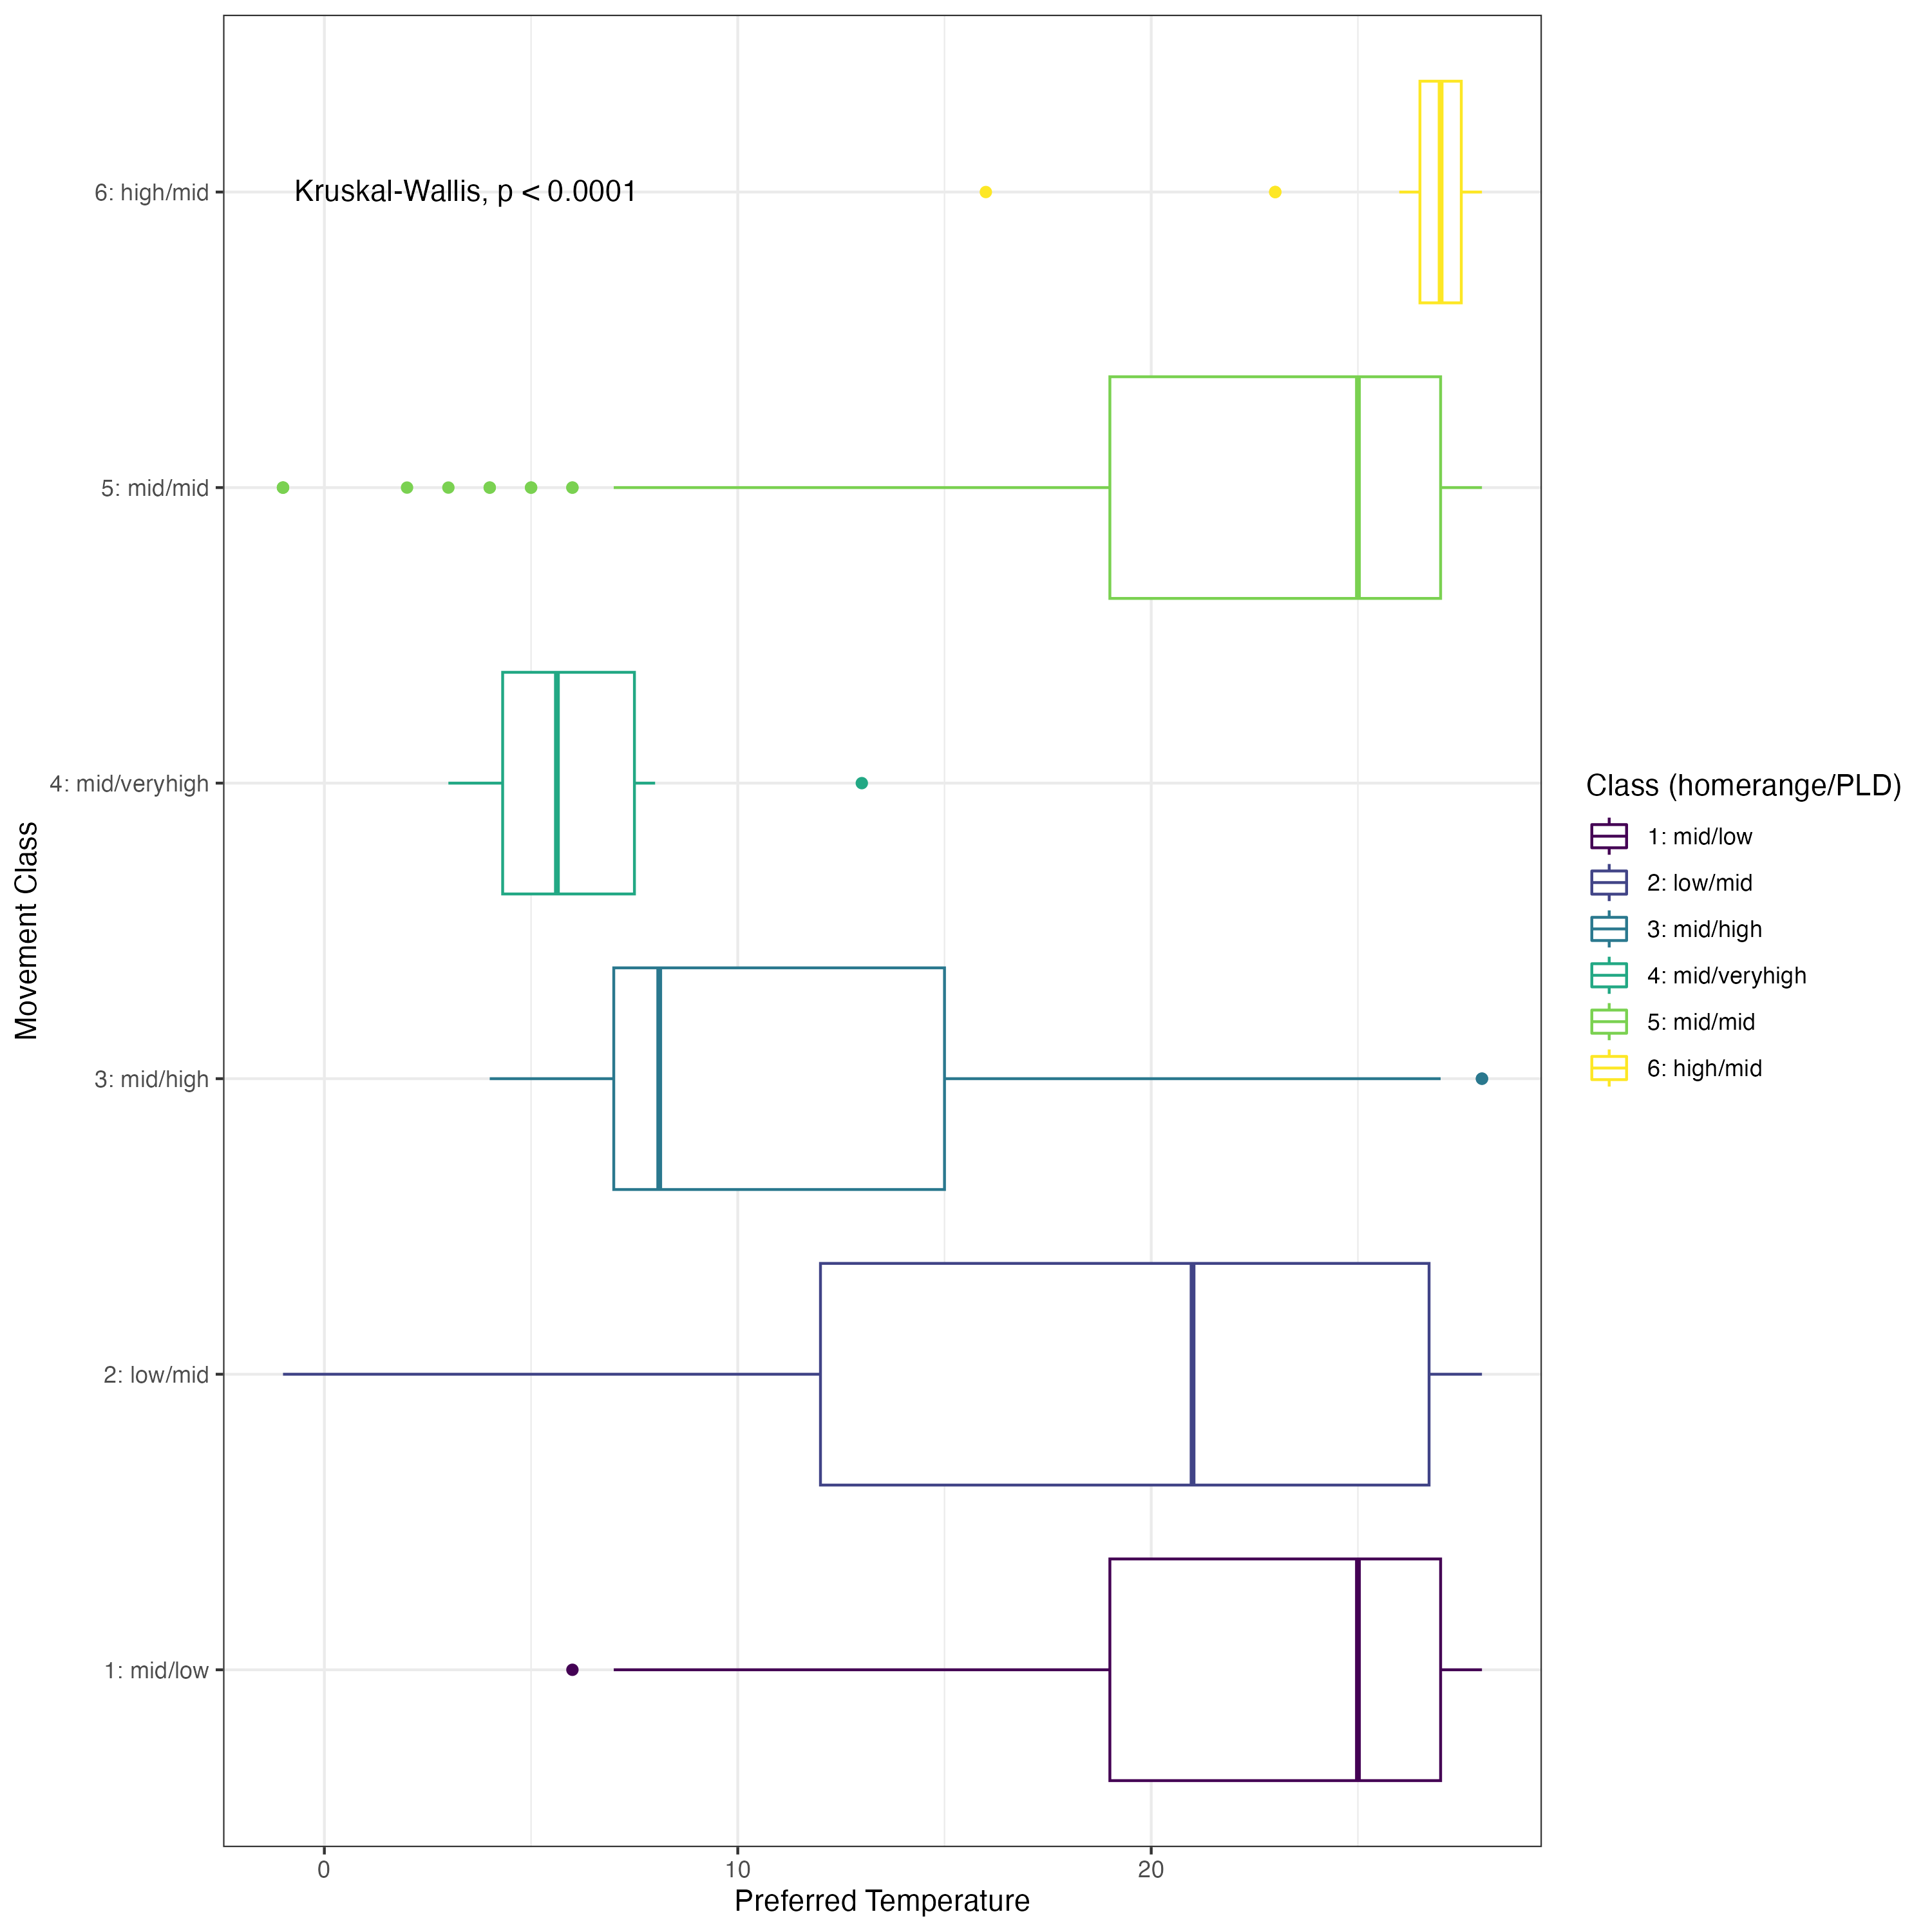 6: high/mid
Kruskal-Wallis, p < 0.0001
5: mid/mid
4: mid/veryhigh
3: mid/high
2: low/mid
1: mid/low
Movement Class
0
10
20
Preferred Temperature
Class (homerange/PLD)
1: mid/low
2: low/mid
3: mid/high
4: mid/veryhigh
5: mid/mid
6: high/mid